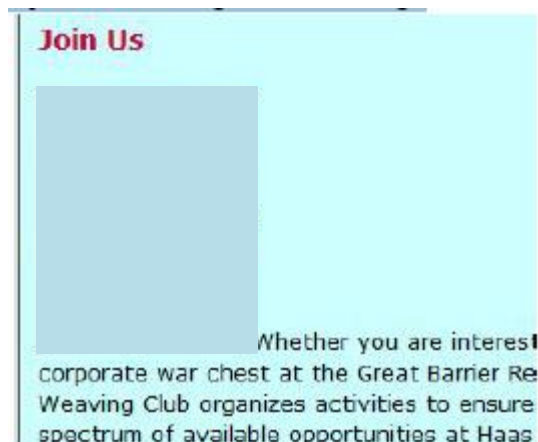 Join Us
Whether you are interest
corporate war chest at the Great Barrier Re
Weaving Club organizes activities to ensure
spectrum of available opportunities at Haas